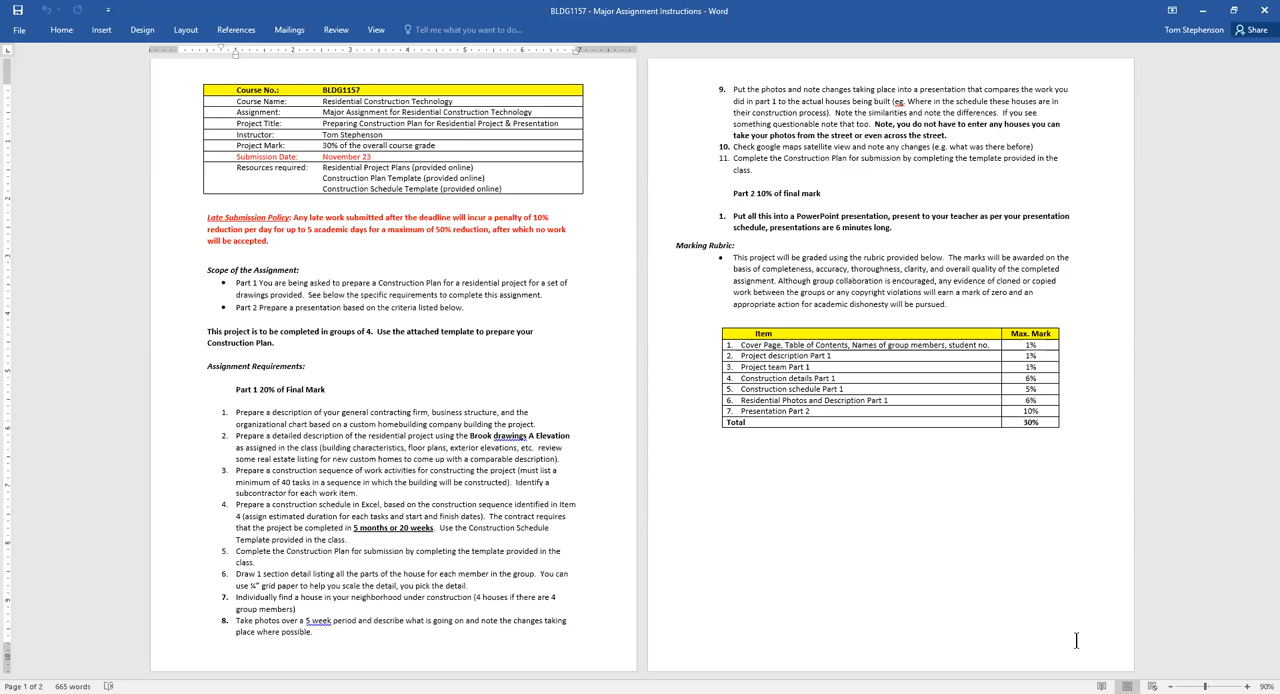 BLDG1157 - Major Assignment Instructions - Word
File Home Insert Design Layout References Mailings Review View Tell me what you want to do... Tom Stephenson Share
2 3 4 5 6 7
Course No.: BLDG1157
Course Name: Residential Construction Technology
Assignment: Major Assignment for Residential Construction Technology
Project Title: Preparing Construction Plan for Residential Project & Presentation
Instructor: Tom Stephenson
Project Mark: 30% of the overall course grade
Submission Date: November 23
Resources required: Residential Project Plans (provided online)
Construction Plan Template (provided online)
Construction Schedule Template (provided online)
Late Submission Policy: Any late work submitted after the deadline will incur a penalty of 10%
reduction per day for up to 5 academic days for a maximum of 50% reduction, after which no work
will be accepted.
Scope of the Assignment:
• Part 1 You are being asked to prepare a Construction Plan for a residential project for a set of
drawings provided. See below the specific requirements to complete this assignment.
• Part 2 Prepare a presentation based on the criteria listed below.
This project is to be completed in groups of 4. Use the attached template to prepare your
Construction Plan.
Assignment Requirements:
Part 1 20% of Final Mark
1. Prepare a description of your general contracting firm, business structure, and the
organizational chart based on a custom homebuilding company building the project.
2. Prepare a detailed description of the residential project using the Brook drawings A Elevation
as assigned in the class (building characteristics, floor plans, exterior elevations, etc. review
some real estate listing for new custom homes to come up with a comparable description).
3. Prepare a construction sequence of work activities for constructing the project (must list a
minimum of 40 tasks in a sequence in which the building will be constructed). Identify a
subcontractor for each work item.
4. Prepare a construction schedule in Excel, based on the construction sequence identified in Item
4 (assign estimated duration for each tasks and start and finish dates). The contract requires
that the project be completed in 5 months or 20 weeks. Use the Construction Schedule
Template provided in the class.
5. Complete the Construction Plan for submission by completing the template provided in the
class.
6. Draw 1 section detail listing all the parts of the house for each member in the group. You can
use ¼” grid paper to help you scale the detail, you pick the detail.
7. Individually find a house in your neighborhood under construction (4 houses if there are 4
group members)
8. Take photos over a 5 week period and describe what is going on and note the changes taking
place where possible.
9. Put the photos and note changes taking place into a presentation that compares the work you
did in part 1 to the actual houses being built (eg. Where in the schedule these houses are in
their construction process). Note the similarities and note the differences. If you see
something questionable note that too. Note, you do not have to enter any houses you can
take your photos from the street or even across the street.
10. Check google maps satellite view and note any changes (e.g. what was there before)
11. Complete the Construction Plan for submission by completing the template provided in the
class.
Part 2 10% of final mark
1. Put all this into a PowerPoint presentation, present to your teacher as per your presentation
schedule, presentations are 6 minutes long.
Marking Rubric:
• This project will be graded using the rubric provided below. The marks will be awarded on the
basis of completeness, accuracy, thoroughness, clarity, and overall quality of the completed
assignment. Although group collaboration is encouraged, any evidence of cloned or copied
work between the groups or any copyright violations will earn a mark of zero and an
appropriate action for academic dishonesty will be pursued.
Item Max. Mark
1. Cover Page, Table of Contents, Names of group members, student no. 1%
2. Project description Part 1 1%
3. Project team Part 1 1%
4. Construction details Part 1 6%
5. Construction schedule Part 1 5%
6. Residential Photos and Description Part 1 6%
7. Presentation Part 2 10%
Total 30%
Page 1 of 2 665 words 90%